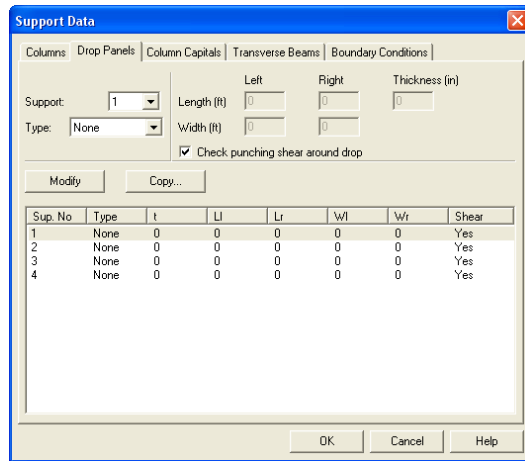 Support Data
Columns Drop Panels Column Capitals Transverse Beams Boundary Conditions
Left Right Thickness (in)
Support: 1 Length (ft) 0 0 0
Type: None Width (ft) 0 0
Check punching shear around drop
Modify Copy...
Sup. No Type t Ll Lr Wl Wr Shear
1 None 0 0 0 0 0 Yes
2 None 0 0 0 0 0 Yes
3 None 0 0 0 0 0 Yes
4 None 0 0 0 0 0 Yes
OK Cancel Help